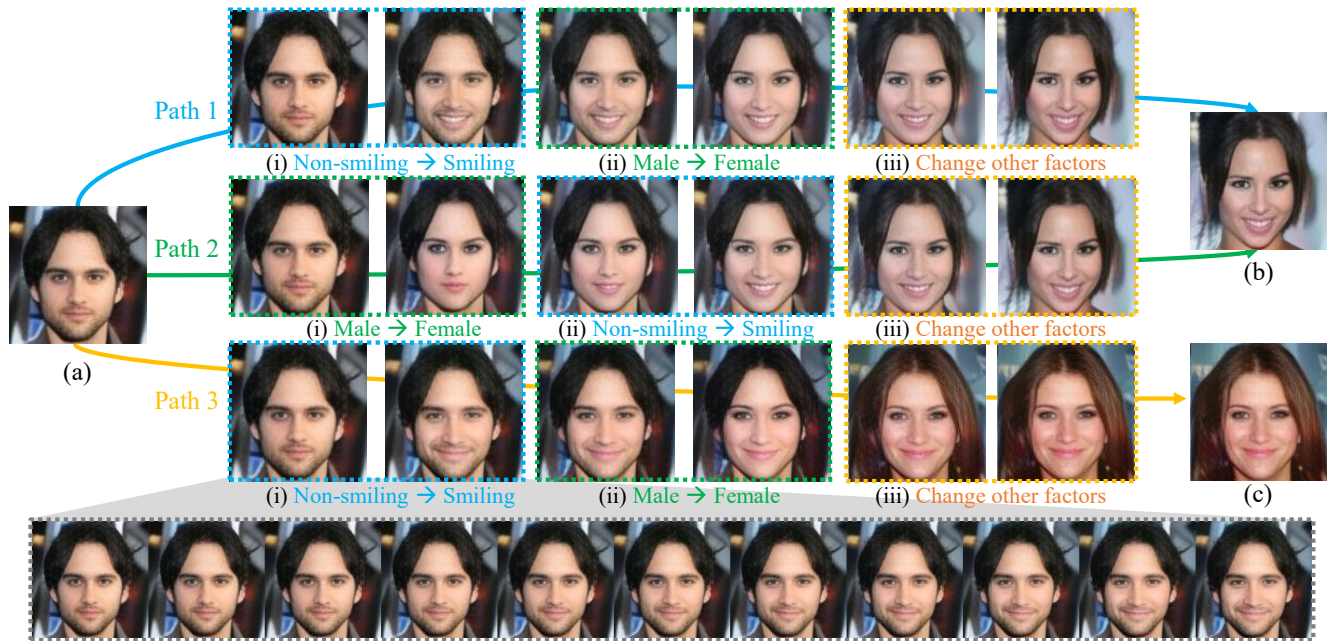 Path 1
(i) Non-smiling → Smiling
(ii) Male → Female
(iii) Change other factors
Path 2
(b)
(i) Male → Female
(ii) Non-smiling → Smiling
(iii) Change other factors
(a)
Path 3
(i) Non-smiling → Smiling
(ii) Male → Female
(iii) Change other factors
(c)